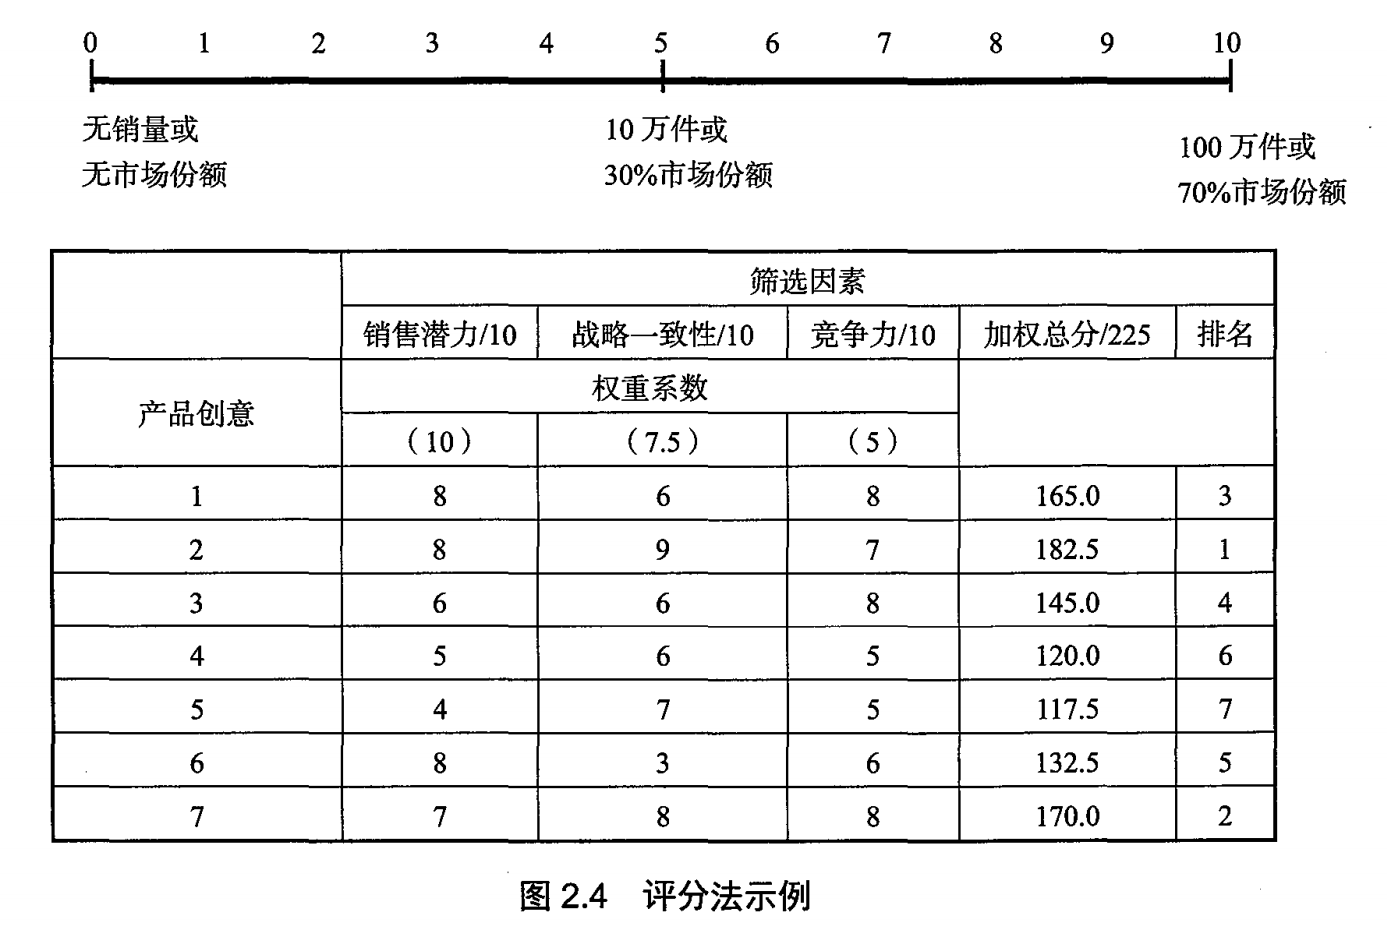 0 1 2 3 4 5 6 7 8 9 10
无销量或
无市场份额
10 万件或
30%市场份额
100 万件或
70%市场份额
筛选因素
销售潜力/10 战略一致性/10 竞争力/10 加权总分/225 排名
产品创意
权重系数
（10） （7.5） （5）
1 8 6 8 165.0 3
2 8 9 7 182.5 1
3 6 6 8 145.0 4
4 5 6 5 120.0 6
5 4 7 5 117.5 7
6 8 3 6 132.5 5
7 7 8 8 170.0 2
图 2.4 评分法示例